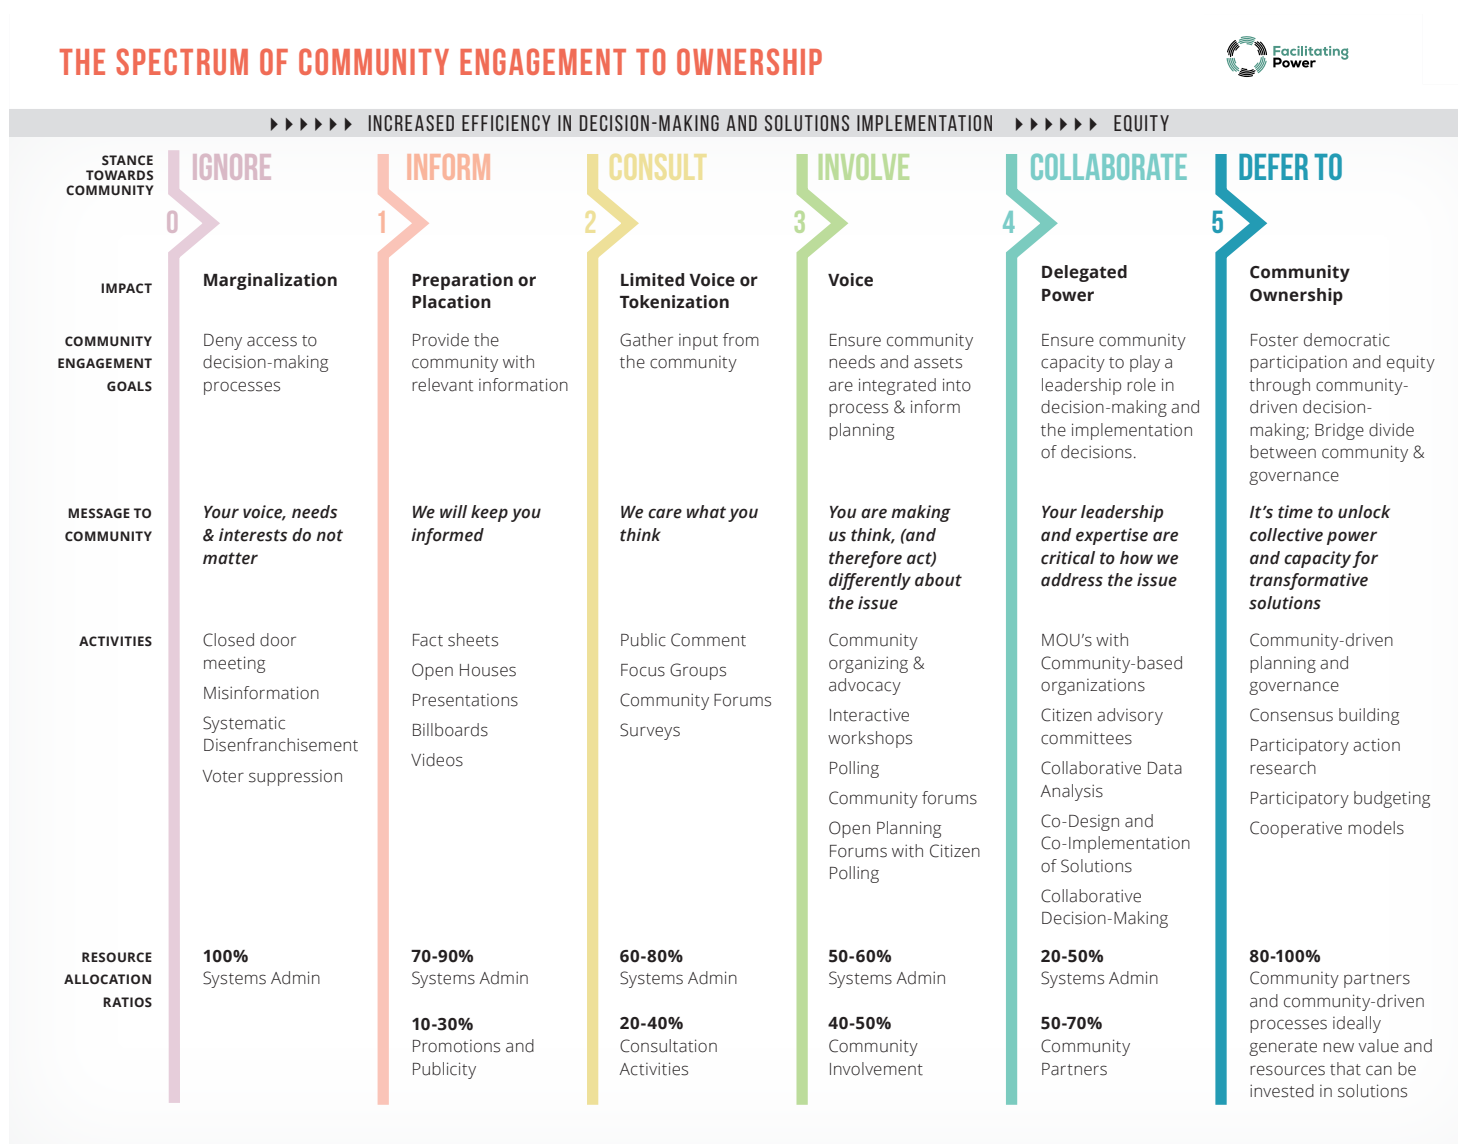 THE SPECTRUM OF COMMUNITY ENGAGEMENT TO OWNERSHIP
Facilitating
Power
INCREASED EFFICIENCY IN DECISION-MAKING AND SOLUTIONS IMPLEMENTATION
EQUITY
STANCE
TOWARDS
COMMUNITY
IGNORE
0
INFORM
1
CONSULT
2
INVOLVE
3
COLLABORATE
4
DEFER TO
5
IMPACT
Marginalization
Preparation or
Placation
Limited Voice or
Tokenization
Voice
Delegated
Power
Community
Ownership
COMMUNITY
ENGAGEMENT
GOALS
Deny access to
decision-making
processes
Provide the
community with
relevant information
Gather input from
the community
Ensure community
needs and assets
are integrated into
process & inform
planning
Ensure community
capacity to play a
leadership role in
decision-making and
the implementation
of decisions.
Foster democratic
participation and equity
through community-
driven decision-
making; Bridge divide
between community &
governance
MESSAGE TO
COMMUNITY
Your voice, needs
& interests do not
matter
We will keep you
informed
We care what you
think
You are making
us think, (and
therefore act)
differently about
the issue
Your leadership
and expertise are
critical to how we
address the issue
It's time to unlock
collective power
and capacity for
transformative
solutions
ACTIVITIES
Closed door
meeting
Misinformation
Systematic
Disenfranchisement
Voter suppression
Fact sheets
Open Houses
Presentations
Billboards
Videos
Public Comment
Focus Groups
Community Forums
Surveys
Community
organizing &
advocacy
Interactive
workshops
Polling
Community forums
Open Planning
Forums with Citizen
Polling
MOU's with
Community-based
organizations
Citizen advisory
committees
Collaborative Data
Analysis
Co-Design and
Co-Implementation
of Solutions
Collaborative
Decision-Making
Community-driven
planning and
governance
Consensus building
Participatory action
research
Participatory budgeting
Cooperative models
RESOURCE
ALLOCATION
RATIOS
100%
Systems Admin
70-90%
Systems Admin
10-30%
Promotions and
Publicity
60-80%
Systems Admin
20-40%
Consultation
Activities
50-60%
Systems Admin
40-50%
Community
Involvement
20-50%
Systems Admin
50-70%
Community
Partners
80-100%
Community partners
and community-driven
processes ideally
generate new value and
resources that can be
invested in solutions